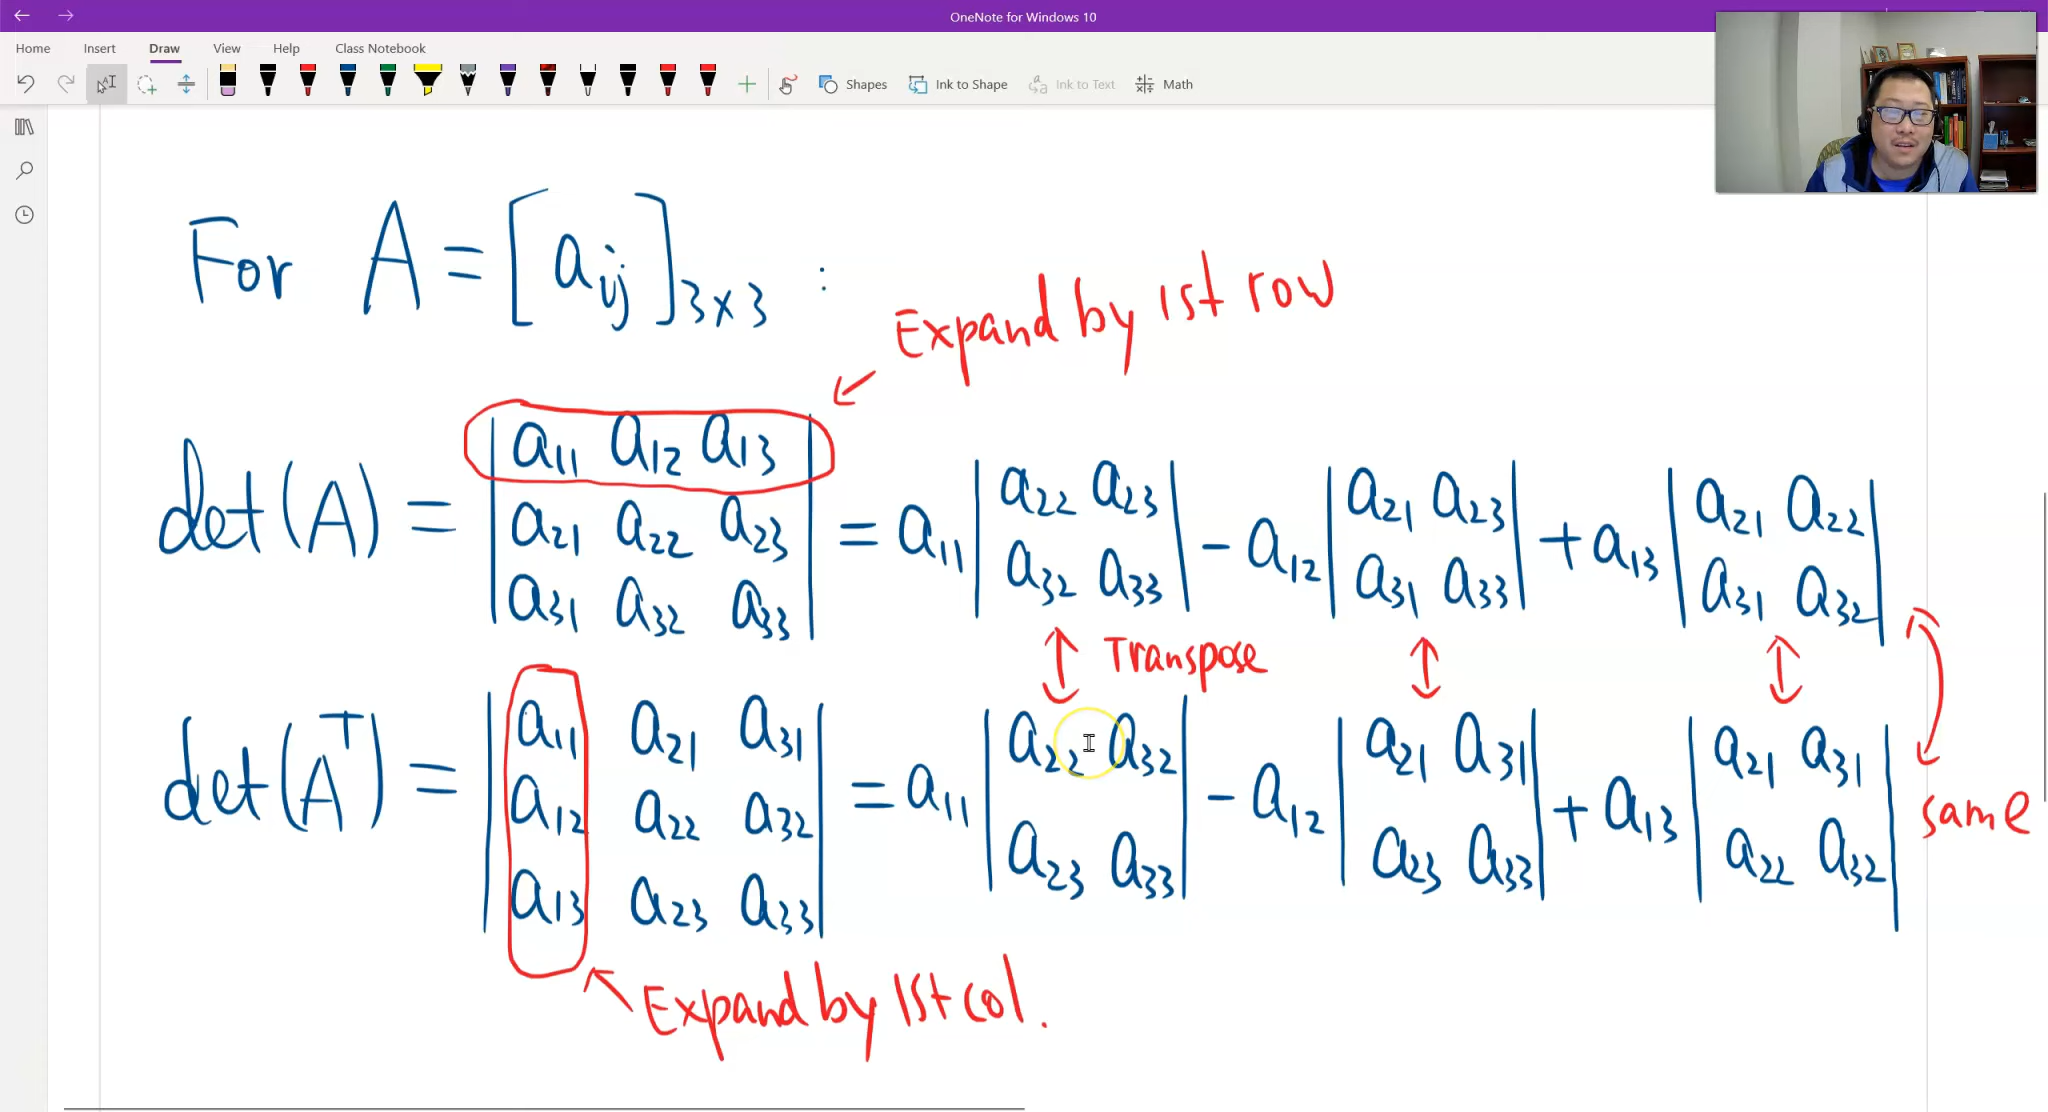 OneNote for Windows 10
Home Insert Draw View Help Class Notebook
Shapes Ink to Shape Ink to Text Math
For A = [aij]3×3 :
Expand by 1st row
det(A) = | a11 a12 a13 | = a11 | a22 a23 | - a12 | a21 a23 | + a13 | a21 a22 |
a21 a22 a23 a32 a33 a31 a33 a31 a32
a31 a32 a33
Transpose
det(A^T) = | a11 a21 a31 | = a11 | a22 a32 | - a12 | a21 a31 | + a13 | a21 a31 |
a12 a22 a32 a23 a33 a23 a33 a22 a32
a13 a23 a33
same
Expand by 1st col.